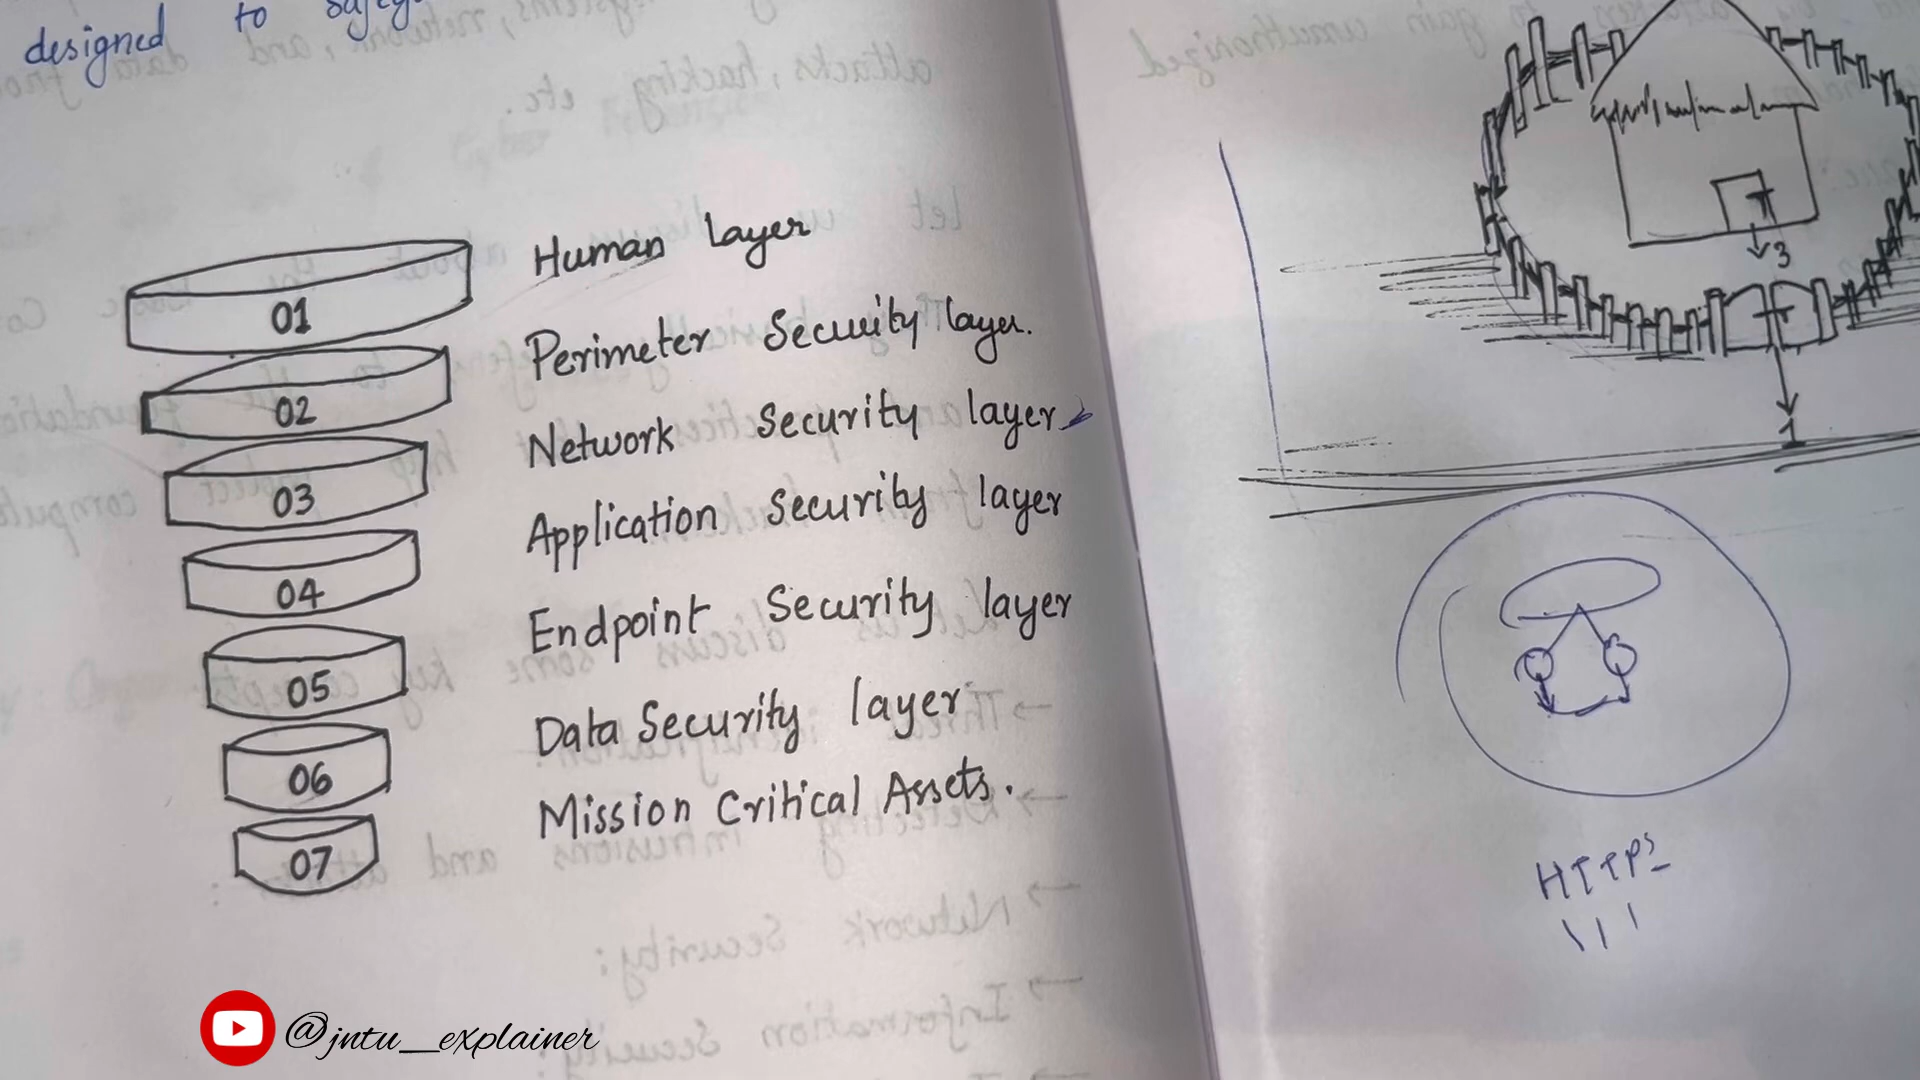 designed to
01 Human Layer
02 Perimeter Security layer.
03 Network Security layer
04 Application Security layer
05 Endpoint Security layer
06 Data Security layer
07 Mission Critical Assets.
3
1
HTTPS
@jntu_explainer